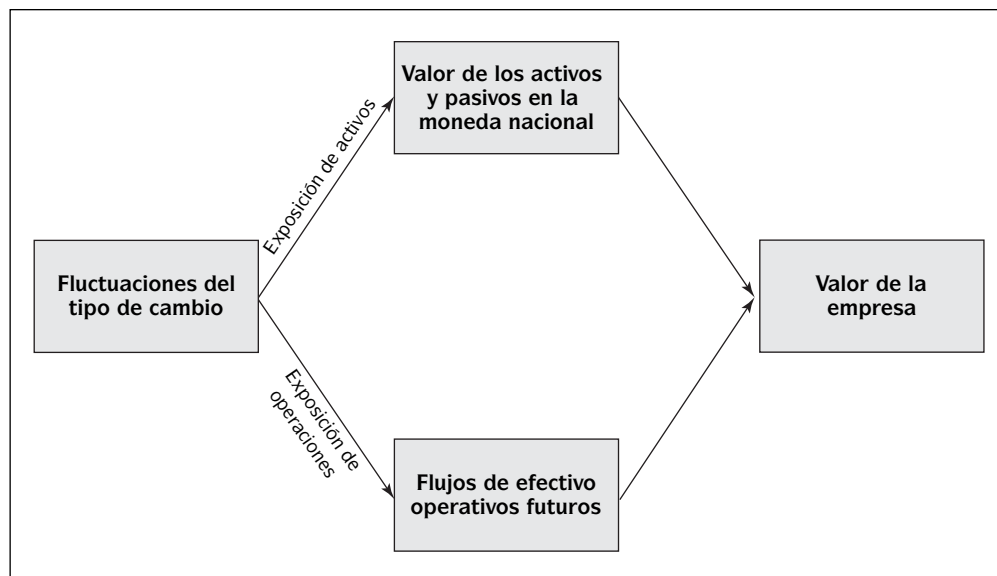 Valor de los activos
y pasivos en la
moneda nacional
Exposición de activos
Fluctuaciones del
tipo de cambio
Valor de la
empresa
Exposición de
operaciones
Flujos de efectivo
operativos futuros